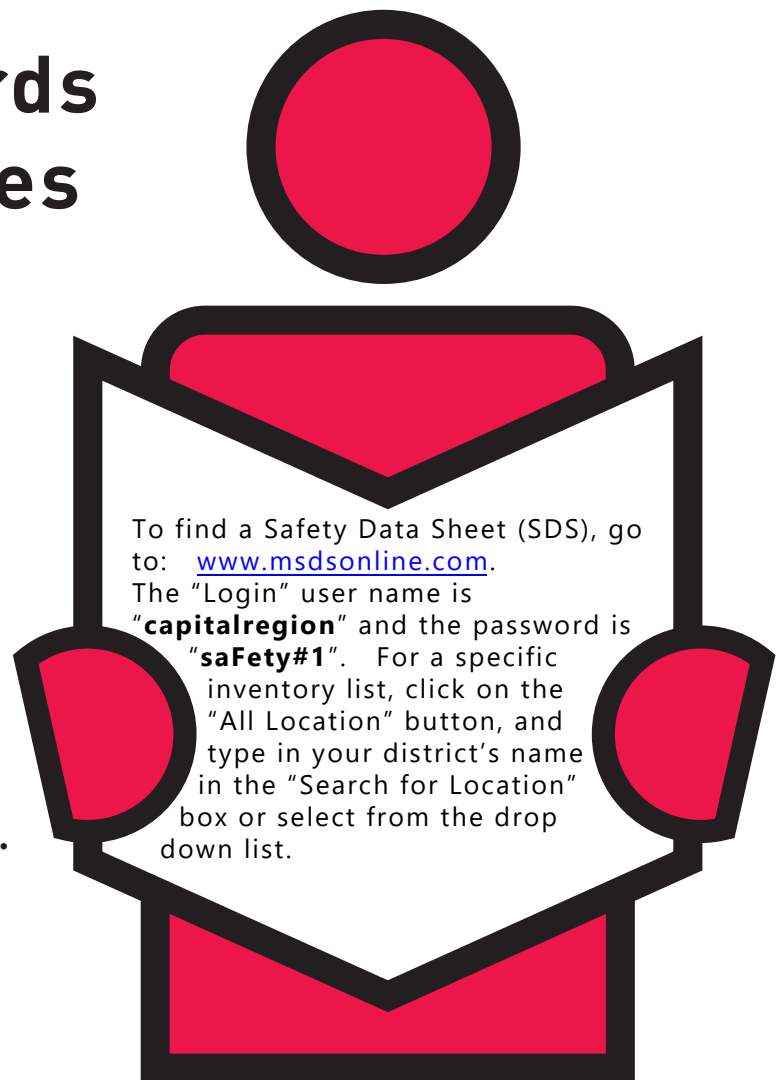 rds
es
To find a Safety Data Sheet (SDS), go
to: www.msdsonline.com.
The “Login” user name is
“capitalregion” and the password is
“saFety#1”. For a specific
inventory list, click on the
“All Location” button, and
type in your district’s name
in the “Search for Location”
box or select from the drop
down list.
.